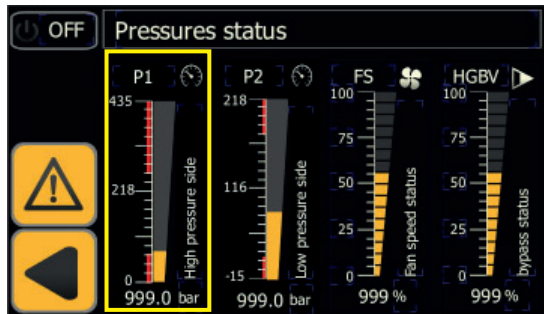 OFF
Pressures status
P1
435
218
0
High pressure side
999.0 bar
P2
218
116
-15
Low pressure side
999.0 bar
FS
100
75
50
25
0
Fan speed status
999 %
HGBV
100
75
50
25
0
bypass status
999 %